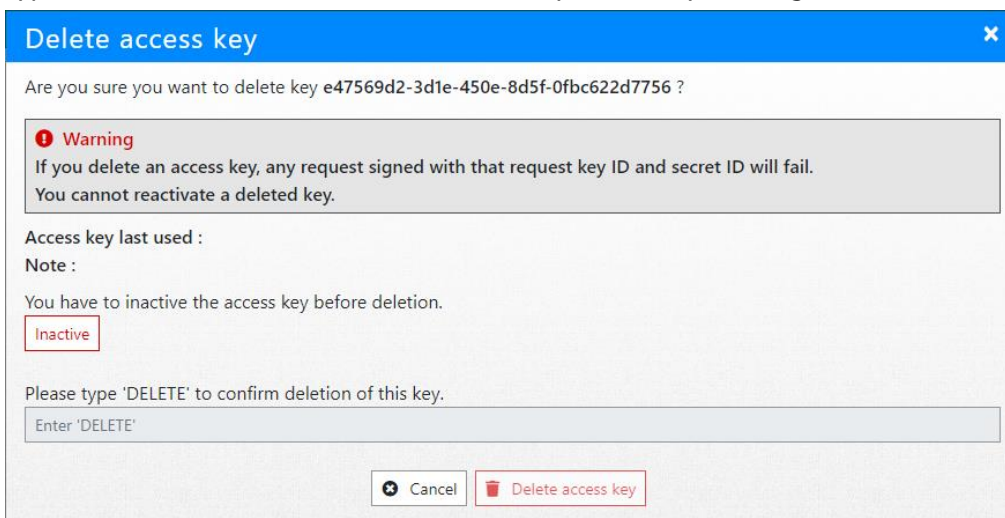 Delete access key
Are you sure you want to delete key e47569d2-3d1e-450e-8d5f-0fbc622d7756 ?
Warning
If you delete an access key, any request signed with that request key ID and secret ID will fail.
You cannot reactivate a deleted key.
Access key last used :
Note :
You have to inactive the access key before deletion.
Inactive
Please type 'DELETE' to confirm deletion of this key.
Enter 'DELETE'
Cancel Delete access key